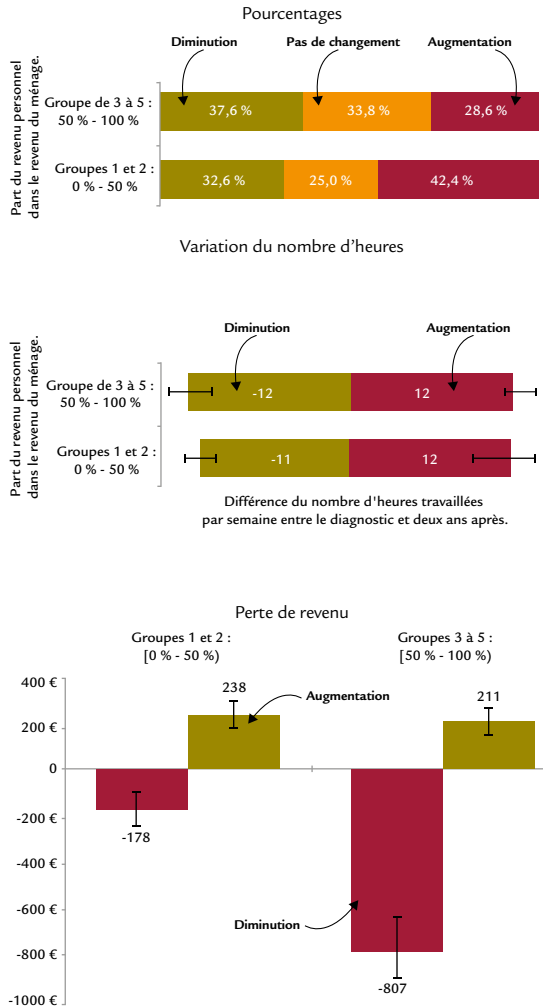 Pourcentages
Diminution
Pas de changement
Augmentation
Part du revenu personnel
dans le revenu du ménage.
Groupe de 3 à 5 :
50 % - 100 %
37,6 %
33,8 %
28,6 %
Groupes 1 et 2 :
0 % - 50 %
32,6 %
25,0 %
42,4 %
Variation du nombre d’heures
Diminution
Augmentation
Part du revenu personnel
dans le revenu du ménage.
Groupe de 3 à 5 :
50 % - 100 %
-12
12
Groupes 1 et 2 :
0 % - 50 %
-11
12
Différence du nombre d'heures travaillées
par semaine entre le diagnostic et deux ans après.
Perte de revenu
Groupes 1 et 2 :
[0 % - 50 %)
Groupes 3 à 5 :
[50 % - 100 %)
400 €
200 €
0
-200 €
-400 €
-600 €
-800 €
-1000 €
238
Augmentation
211
-178
Diminution
-807